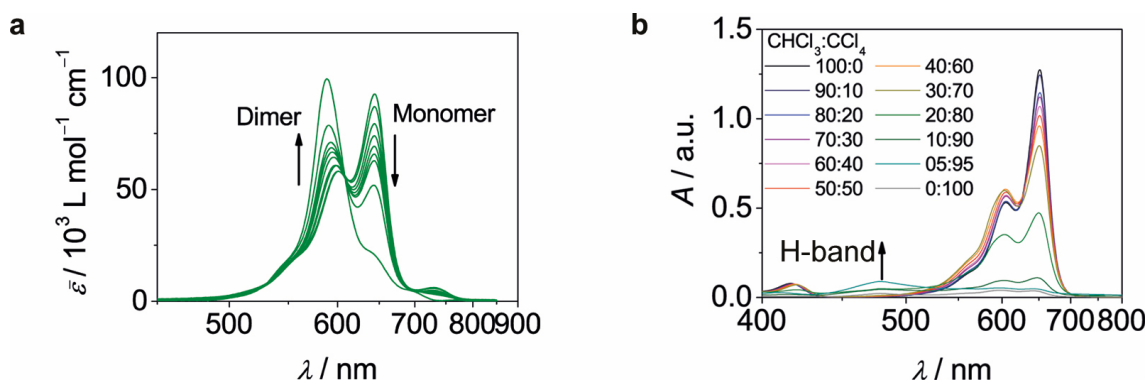 a
100
50
0
500
600
700
800
900
Dimer
Monomer
ε̄ / 10³ L mol⁻¹ cm⁻¹
λ / nm
b
1.5
1.0
0.5
0.0
400
500
600
700
800
CHCl₃:CCl₄
100:0 40:60
90:10 30:70
80:20 20:80
70:30 10:90
60:40 05:95
50:50 0:100
H-band
A / a.u.
λ / nm